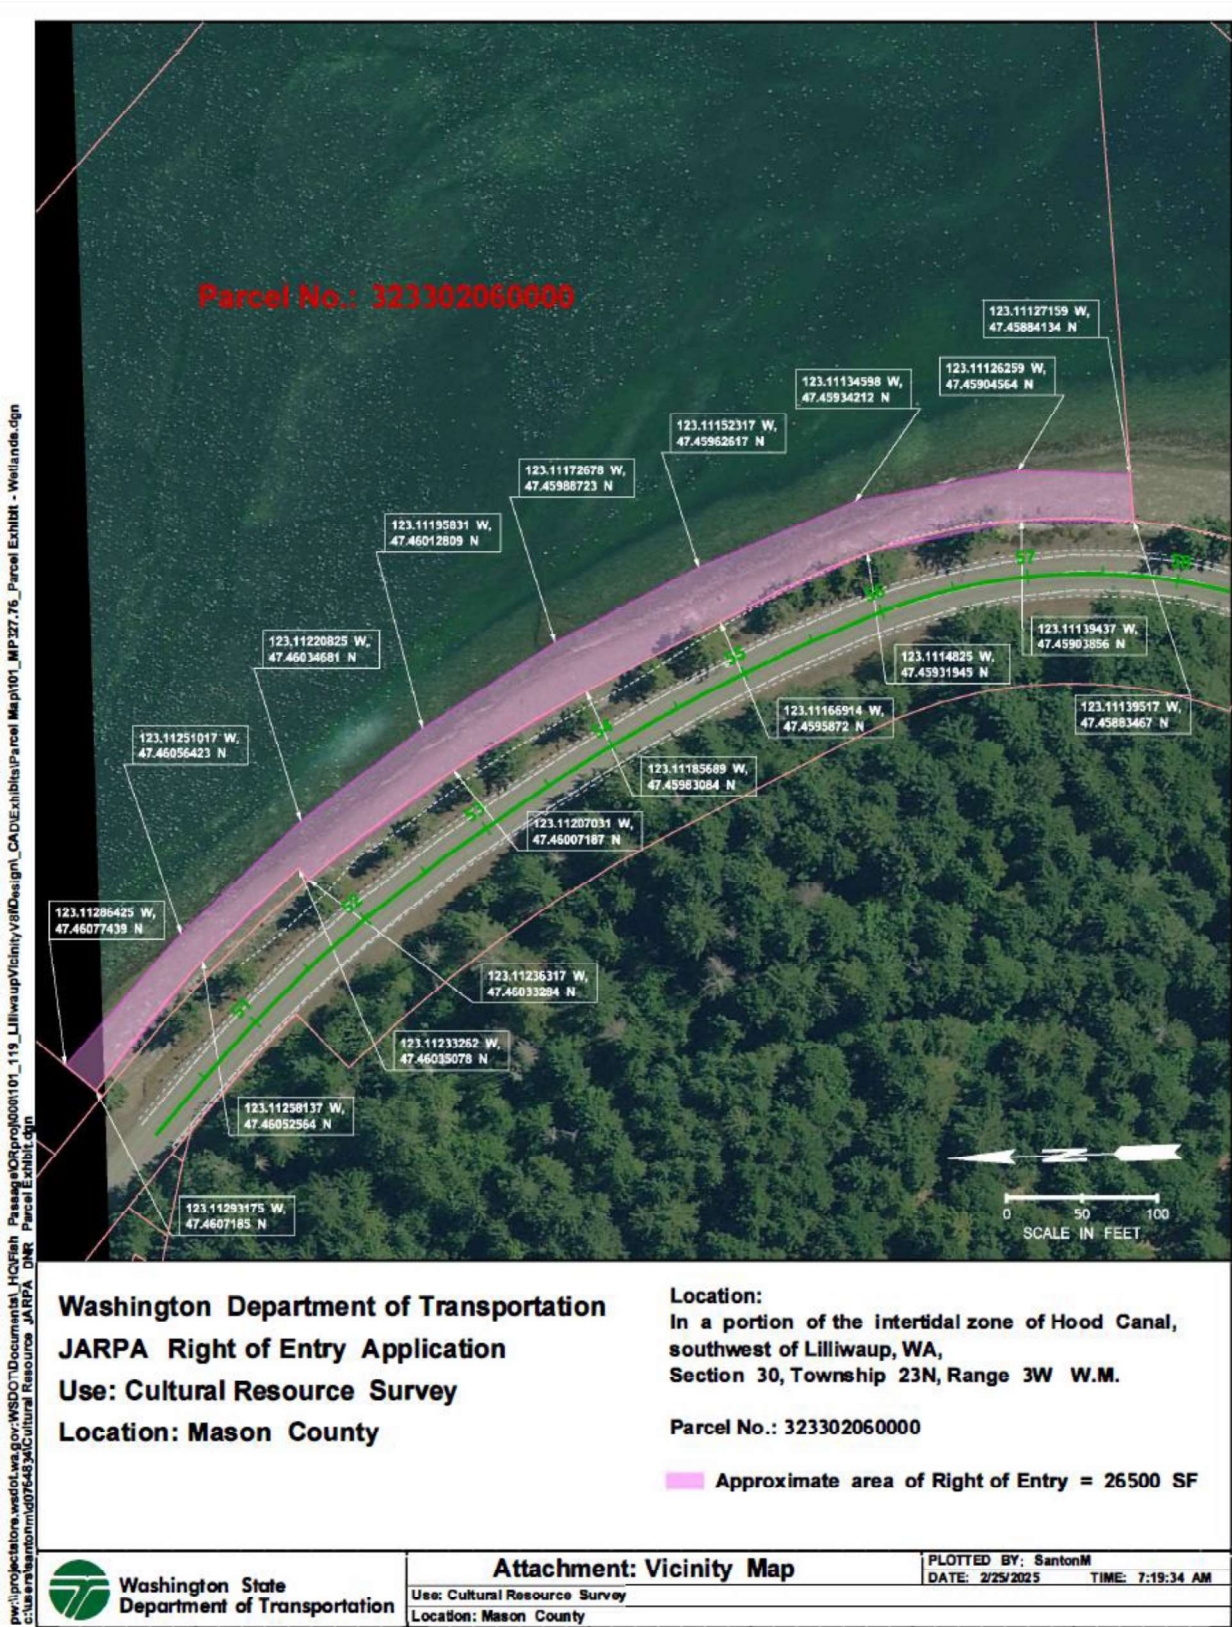 Parcel No.: 323302060000
123.11127159 W,
47.45884134 N
123.11126259 W,
47.45904564 N
123.11134598 W,
47.45934212 N
123.11152317 W,
47.45962617 N
123.11172678 W,
47.45988723 N
123.11195831 W,
47.46012809 N
123.11220825 W,
47.46034681 N
123.11251017 W,
47.46056423 N
123.11286425 W,
47.46077439 N
123.11139437 W,
47.45903856 N
123.1114825 W,
47.45931945 N
123.11139517 W,
47.45883467 N
123.11166914 W,
47.4595872 N
123.11185689 W,
47.45983084 N
123.11207031 W,
47.46007187 N
123.11236317 W,
47.46033284 N
123.11233262 W,
47.46035078 N
123.11258137 W,
47.46052564 N
123.11293175 W,
47.4607185 N
51
52
53
54
55
56
57
58
N
0 50 100
SCALE IN FEET
Washington Department of Transportation
JARPA Right of Entry Application
Use: Cultural Resource Survey
Location: Mason County
Location:
In a portion of the intertidal zone of Hood Canal,
southwest of Lilliwaup, WA,
Section 30, Township 23N, Range 3W W.M.
Parcel No.: 323302060000
Approximate area of Right of Entry = 26500 SF
Washington State
Department of Transportation
Attachment: Vicinity Map
Use: Cultural Resource Survey
Location: Mason County
PLOTTED BY: SantonM
DATE: 2/25/2025 TIME: 7:19:34 AM